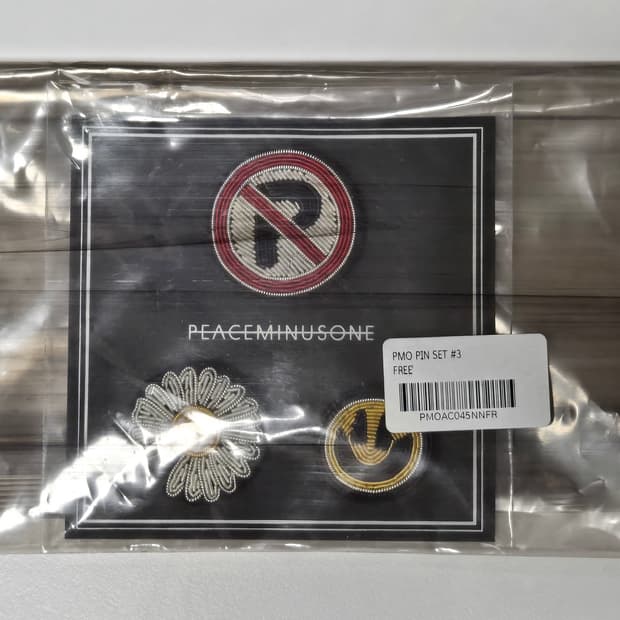 P
PEACEMINUSONE
PMO PIN SET #3
FREE
PMOAC045NNFR